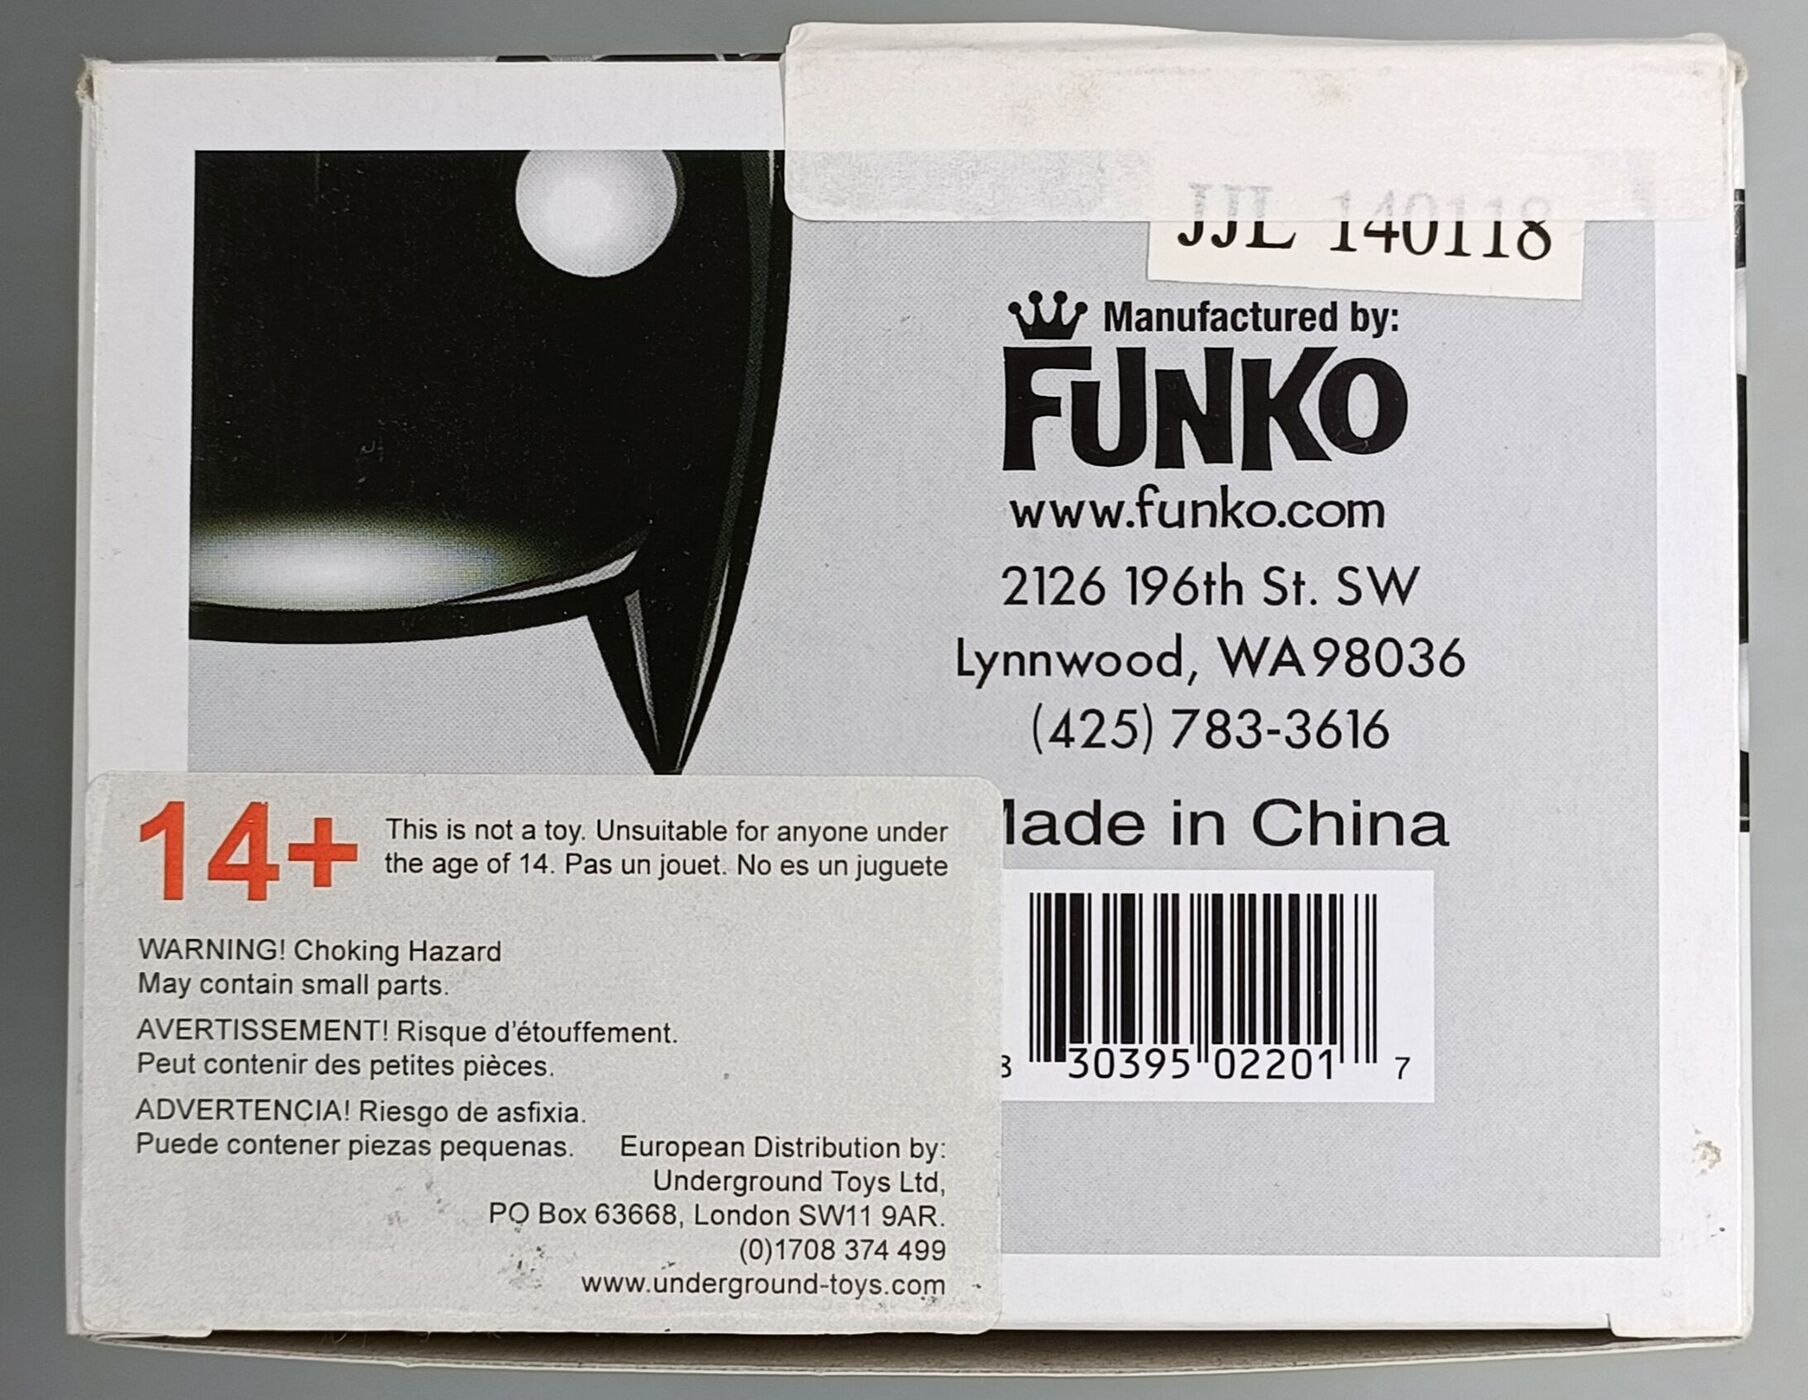 JJL 140118
Manufactured by:
FUNKO
www.funko.com
2126 196th St. SW
Lynnwood, WA 98036
(425) 783-3616
Made in China
8 30395 02201 7
14+
This is not a toy. Unsuitable for anyone under
the age of 14. Pas un jouet. No es un juguete
WARNING! Choking Hazard
May contain small parts.
AVERTISSEMENT! Risque d'étouffement.
Peut contenir des petites pièces.
ADVERTENCIA! Riesgo de asfixia.
Puede contener piezas pequenas.
European Distribution by:
Underground Toys Ltd,
PO Box 63668, London SW11 9AR.
(0)1708 374 499
www.underground-toys.com